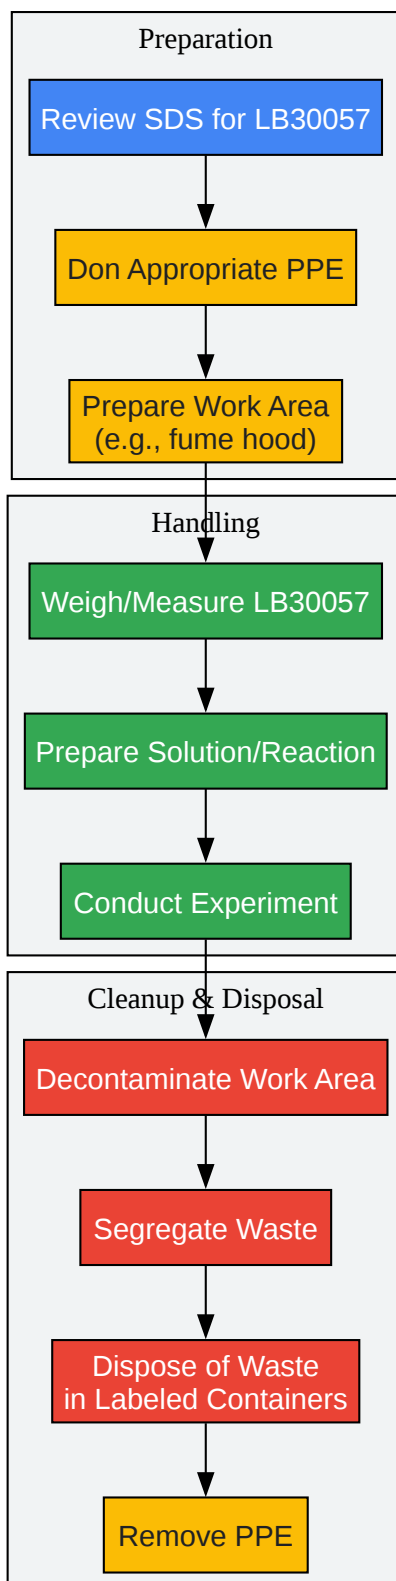 Preparation
Review SDS for LB30057
Don Appropriate PPE
Prepare Work Area
(e.g., fume hood)
Handling
Weigh/Measure LB30057
Prepare Solution/Reaction
Conduct Experiment
Cleanup & Disposal
Decontaminate Work Area
Segregate Waste
Dispose of Waste
in Labeled Containers
Remove PPE